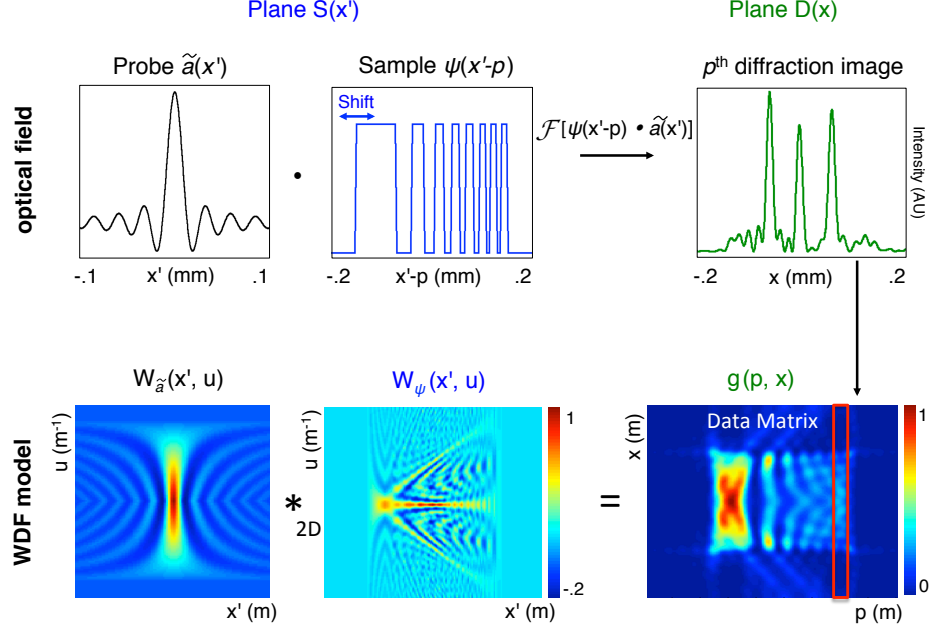 Plane S(x')
Plane D(x)
optical field
Probe ã(x')
Sample ψ(x'-p)
pth diffraction image
Shift
•
ℱ[ψ(x'-p) • ã(x')]
Intensity (AU)
-.1
x' (mm)
.1
-.2
x'-p (mm)
.2
-.2
x (mm)
.2
WDF model
Wã(x', u)
Wψ(x', u)
g(p, x)
u (m-1)
u (m-1)
x (m)
Data Matrix
1
1
*
2D
=
-.2
0
x' (m)
x' (m)
p (m)